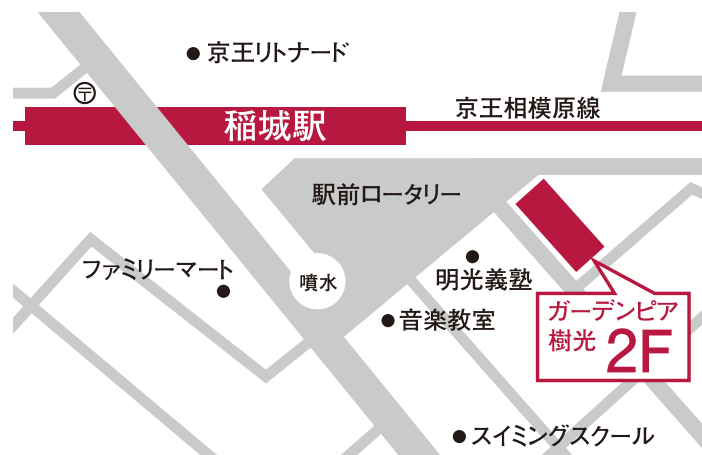 京王リトナード
〒
京王相模原線
稲城駅
駅前ロータリー
ファミリーマート
噴水
明光義塾
ガーデンピア
樹光 2F
音楽教室
スイミングスクール